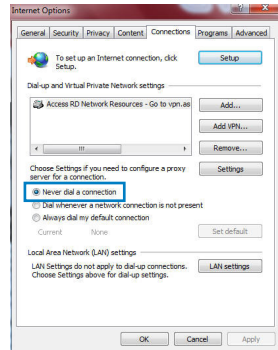 Internet Options
General Security Privacy Content Connections Programs Advanced
To set up an Internet connection, click Setup.
Setup
Dial-up and Virtual Private Network settings
Access RD Network Resources - Go to vpn.as
Add...
Add VPN...
Remove...
Choose Settings if you need to configure a proxy
server for a connection.
Settings
Never dial a connection
Dial whenever a network connection is not present
Always dial my default connection
Current None
Set default
Local Area Network (LAN) settings
LAN Settings do not apply to dial-up connections.
Choose Settings above for dial-up settings.
LAN settings
OK Cancel Apply